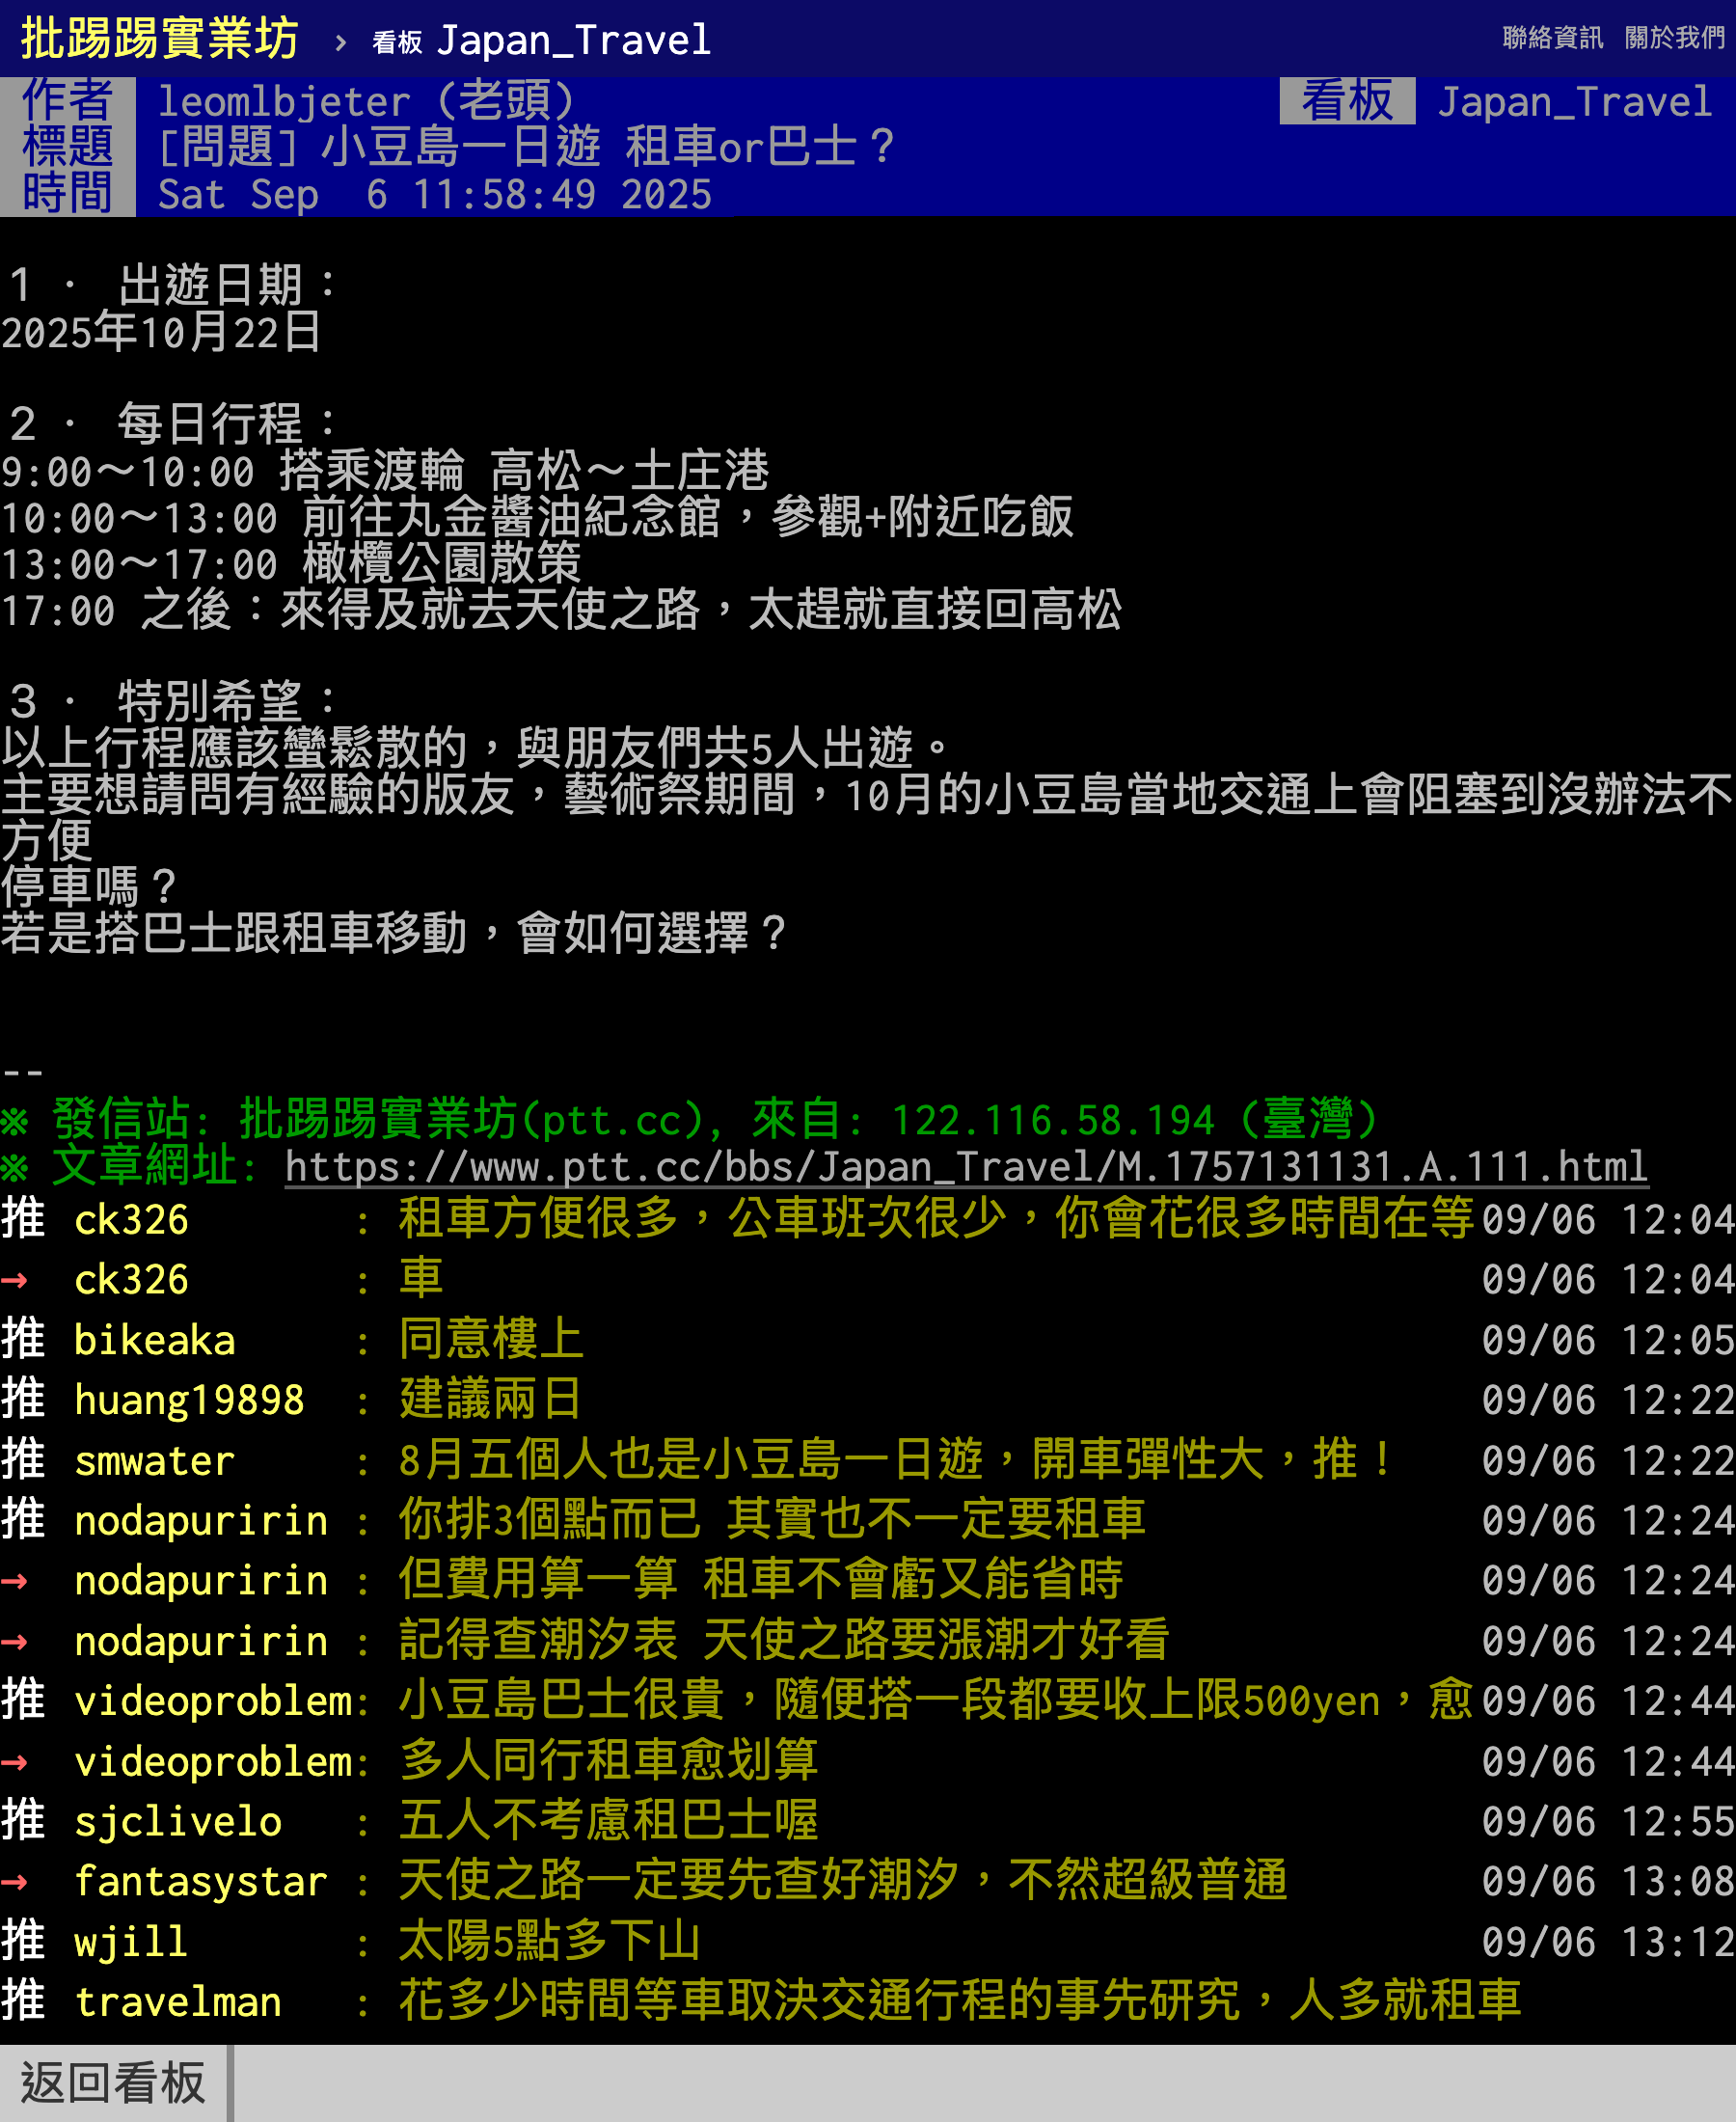 批踢踢實業坊 › 看板 Japan_Travel 聯絡資訊 關於我們
作者 leomlbjeter (老頭) 看板 Japan_Travel
標題 [問題] 小豆島一日遊 租車or巴士？
時間 Sat Sep  6 11:58:49 2025
１． 出遊日期：
2025年10月22日
２． 每日行程：
9:00～10:00 搭乘渡輪 高松～土庄港
10:00～13:00 前往丸金醬油紀念館，參觀+附近吃飯
13:00～17:00 橄欖公園散策
17:00 之後：來得及就去天使之路，太趕就直接回高松
３． 特別希望：
以上行程應該蠻鬆散的，與朋友們共5人出遊。
主要想請問有經驗的版友，藝術祭期間，10月的小豆島當地交通上會阻塞到沒辦法不
方便
停車嗎？
若是搭巴士跟租車移動，會如何選擇？
--
※ 發信站: 批踢踢實業坊(ptt.cc), 來自: 122.116.58.194 (臺灣)
※ 文章網址: https://www.ptt.cc/bbs/Japan_Travel/M.1757131131.A.111.html
推 ck326 : 租車方便很多，公車班次很少，你會花很多時間在等 09/06 12:04
→ ck326 : 車 09/06 12:04
推 bikeaka : 同意樓上 09/06 12:05
推 huang19898 : 建議兩日 09/06 12:22
推 smwater : 8月五個人也是小豆島一日遊，開車彈性大，推！ 09/06 12:22
推 nodapuririn : 你排3個點而已 其實也不一定要租車 09/06 12:24
→ nodapuririn : 但費用算一算 租車不會虧又能省時 09/06 12:24
→ nodapuririn : 記得查潮汐表 天使之路要漲潮才好看 09/06 12:24
推 videoproblem: 小豆島巴士很貴，隨便搭一段都要收上限500yen，愈 09/06 12:44
→ videoproblem: 多人同行租車愈划算 09/06 12:44
推 sjclivelo : 五人不考慮租巴士喔 09/06 12:55
→ fantasystar : 天使之路一定要先查好潮汐，不然超級普通 09/06 13:08
推 wjill : 太陽5點多下山 09/06 13:12
推 travelman : 花多少時間等車取決交通行程的事先研究，人多就租車
返回看板